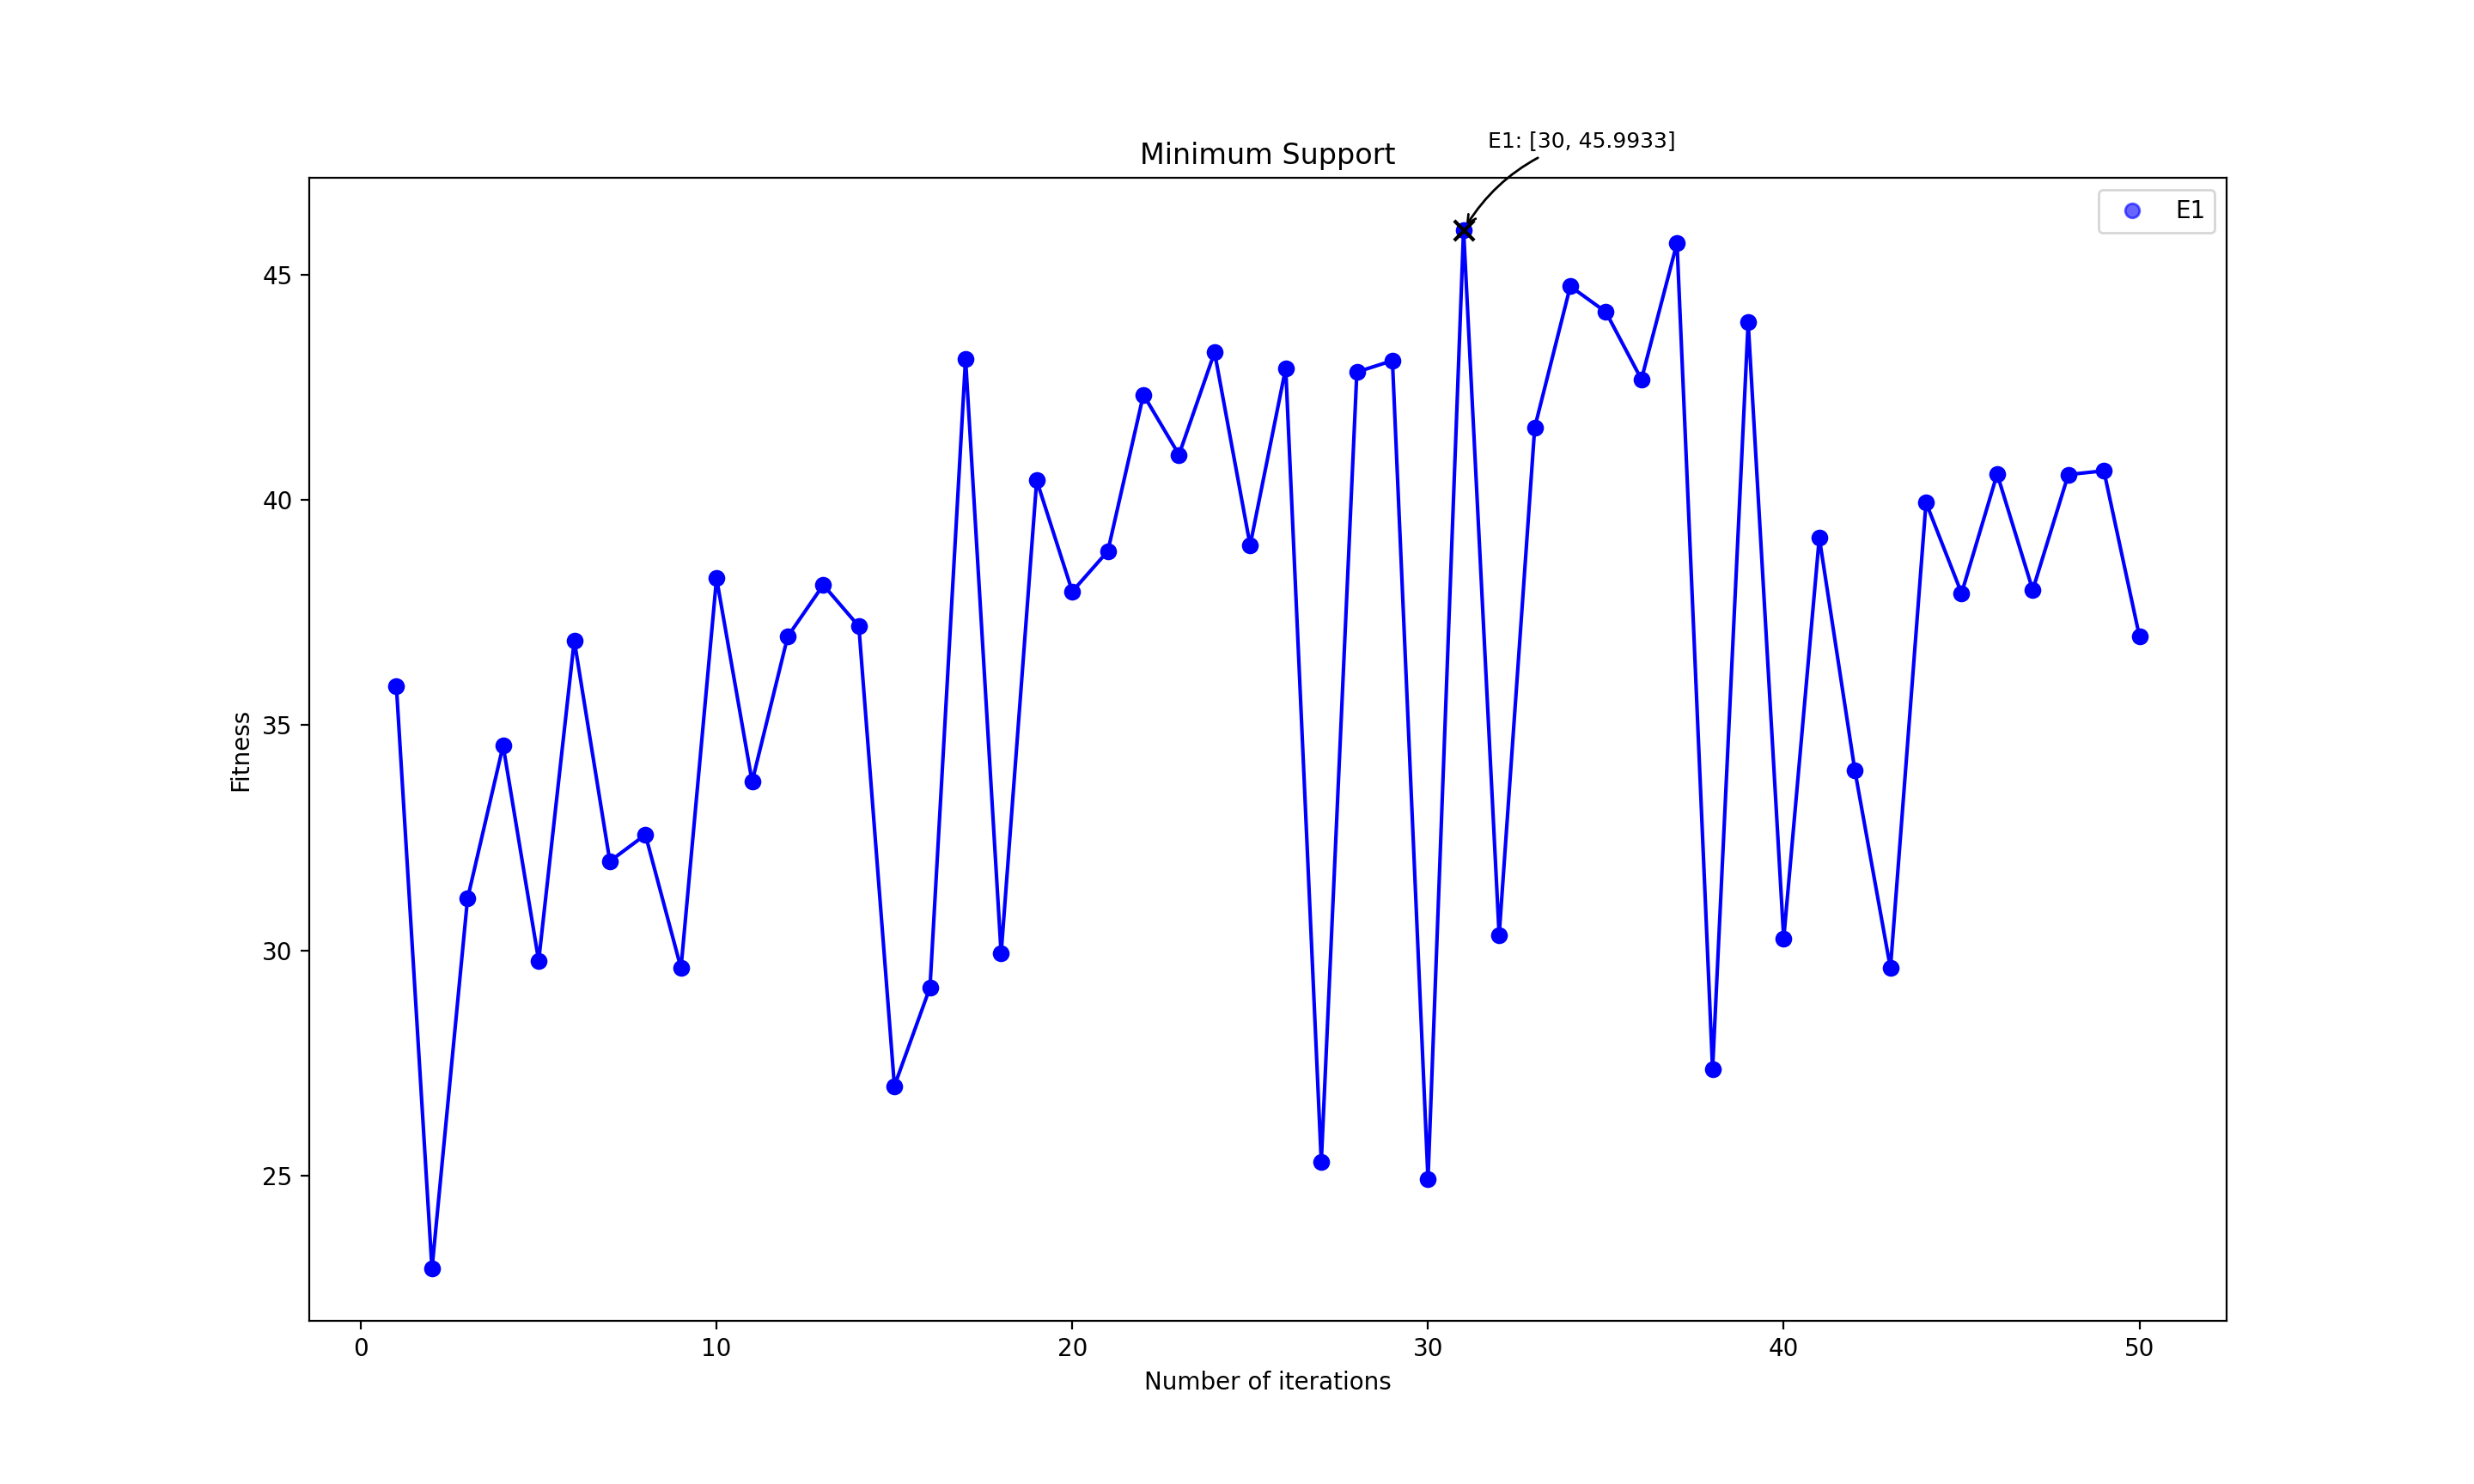 E1: [30, 45.9933]
Minimum Support
E1
45
40
35
30
25
Fitness
0 10 20 30 40 50
Number of iterations